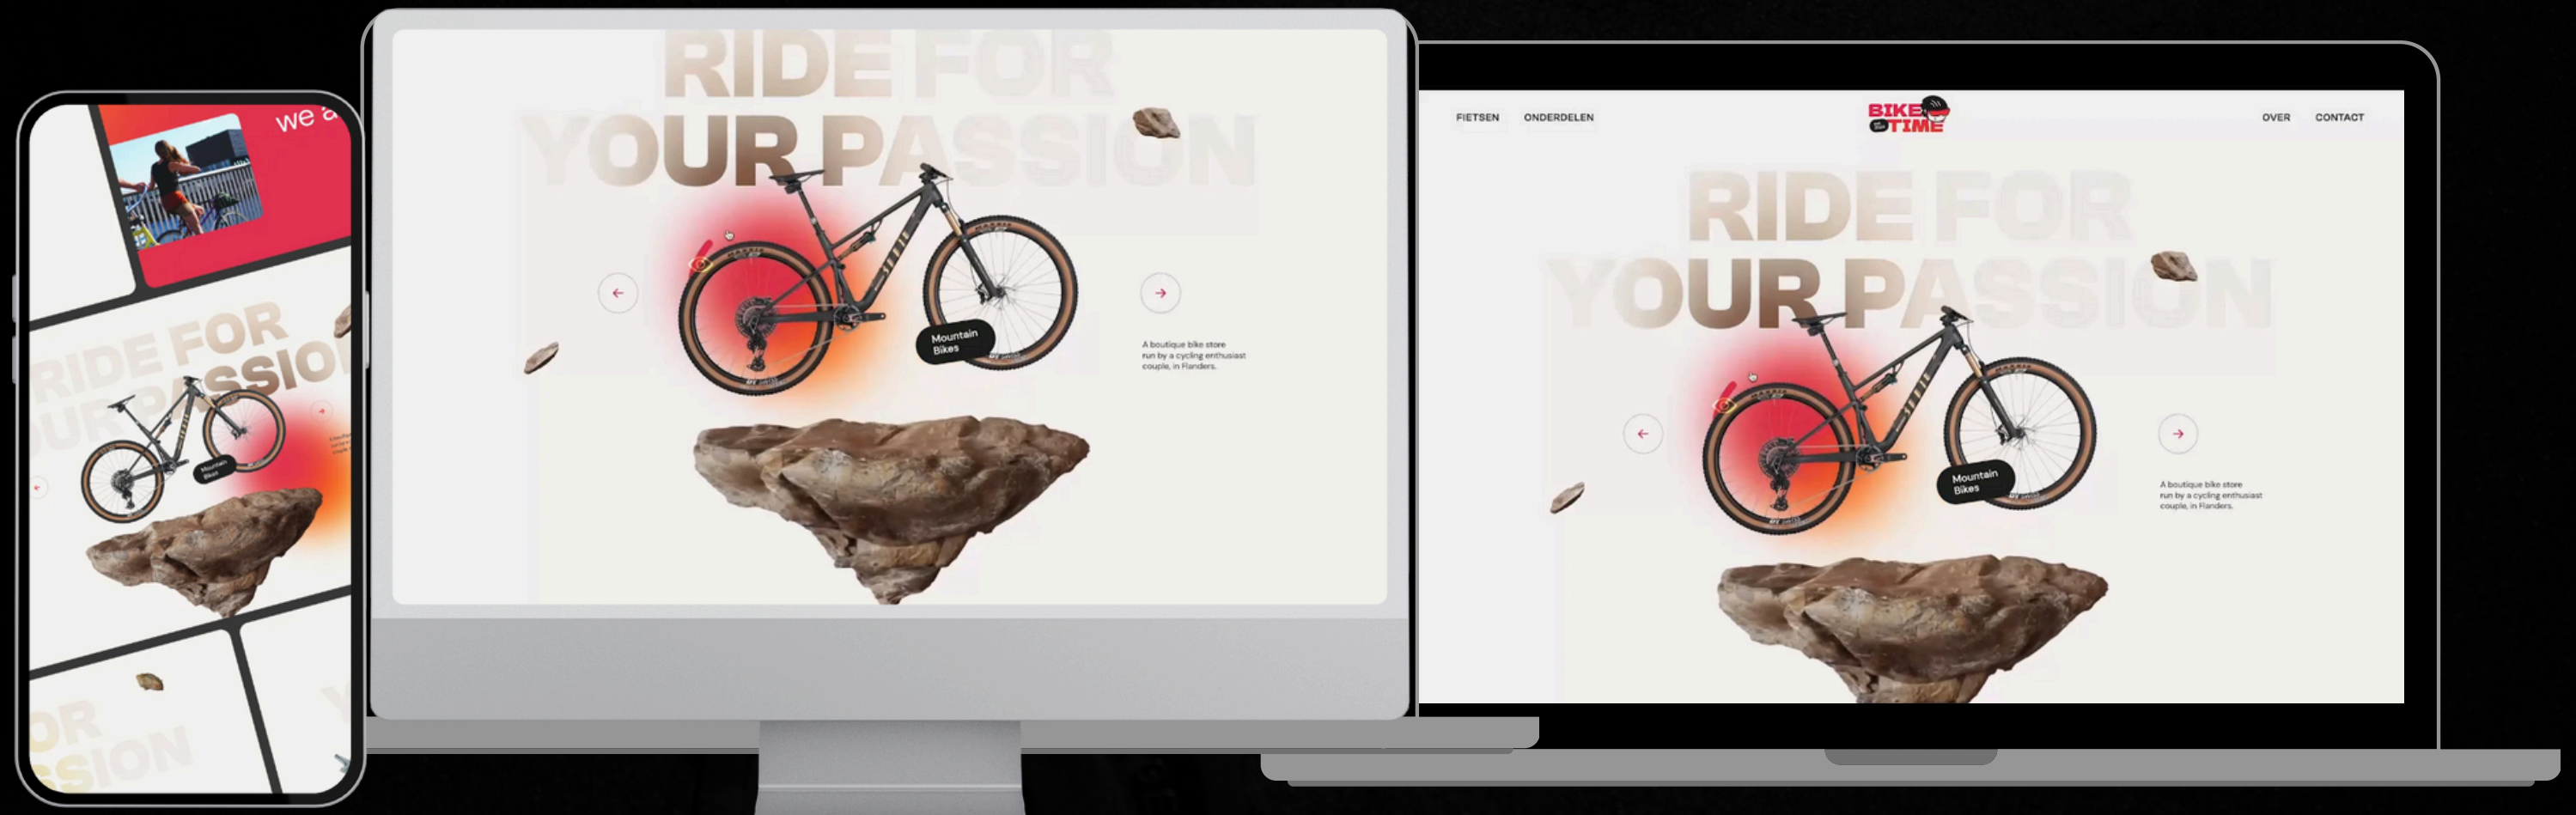 we a
RIDE FOR
OUR PASSION
Mountain
Bikes
OR
SSION
RIDE FOR
YOUR PASSION
Mountain
Bikes
A boutique bike store
run by a cycling enthusiast
couple, in Flanders.
FIETSEN ONDERDELEN
BIKE
TIME
OVER CONTACT
RIDE FOR
YOUR PASSION
Mountain
Bikes
A boutique bike store
run by a cycling enthusiast
couple, in Flanders.